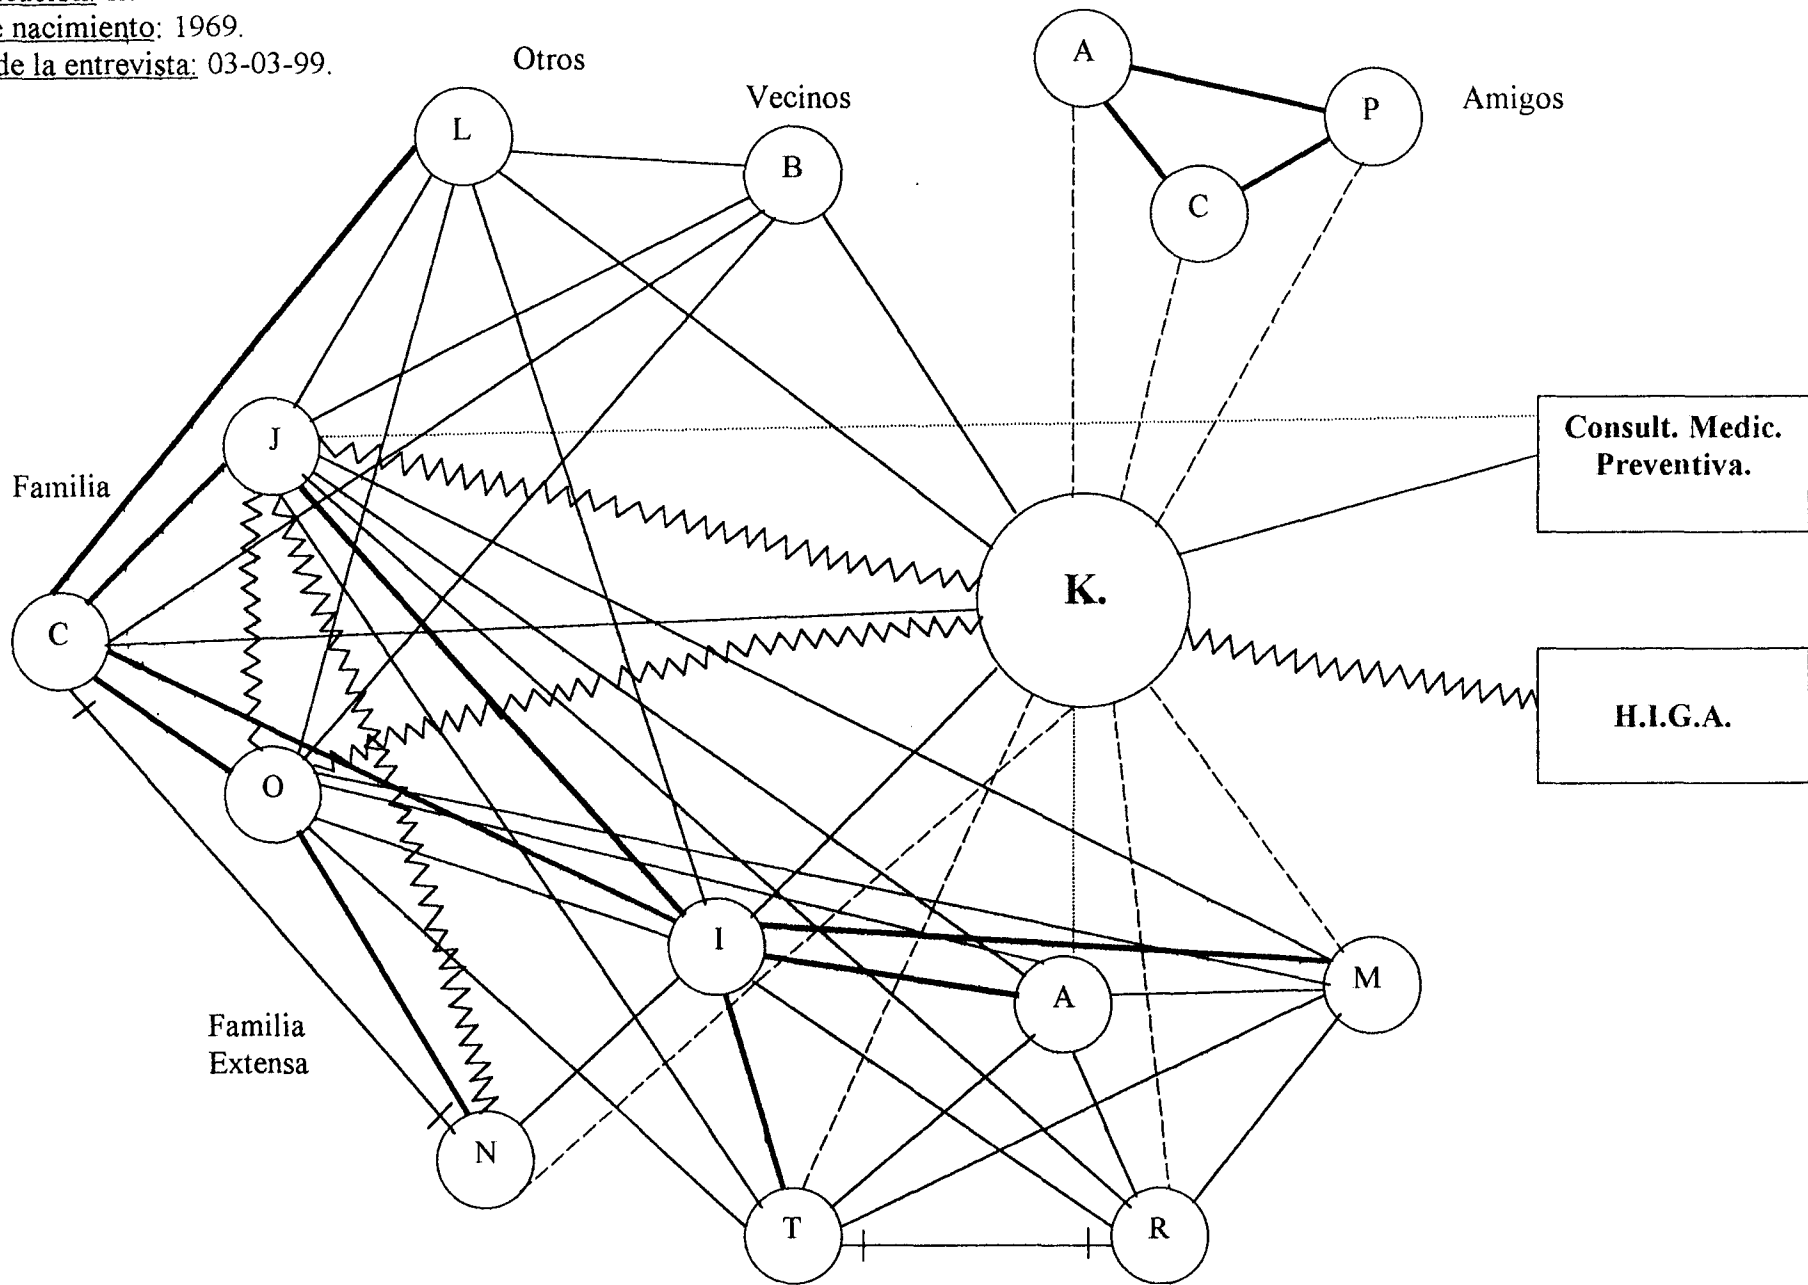 e nacimiento: 1969.
de la entrevista: 03-03-99.
Otros
Vecinos
Amigos
A
P
L
B
C
J
Familia
Consult. Medic.
Preventiva.
K.
C
H.I.G.A.
O
I
A
M
Familia
Extensa
N
T
R